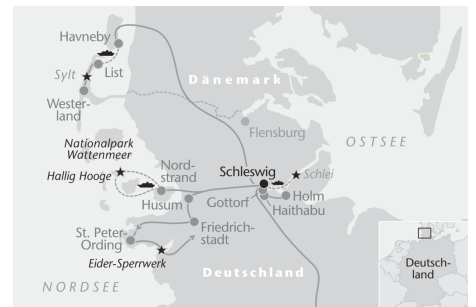 Havneby
List
Sylt
Wester-
land
Dänemark
Flensburg
OSTSEE
Nationalpark
Wattenmeer
Hallig Hooge
Nord-
strand
Schleswig
Schlei
Husum
Gottorf
Holm
Haithabu
St. Peter-
Ording
Friedrich-
stadt
Eider-Sperrwerk
Deutschland
NORDSEE
Deutsch-
land